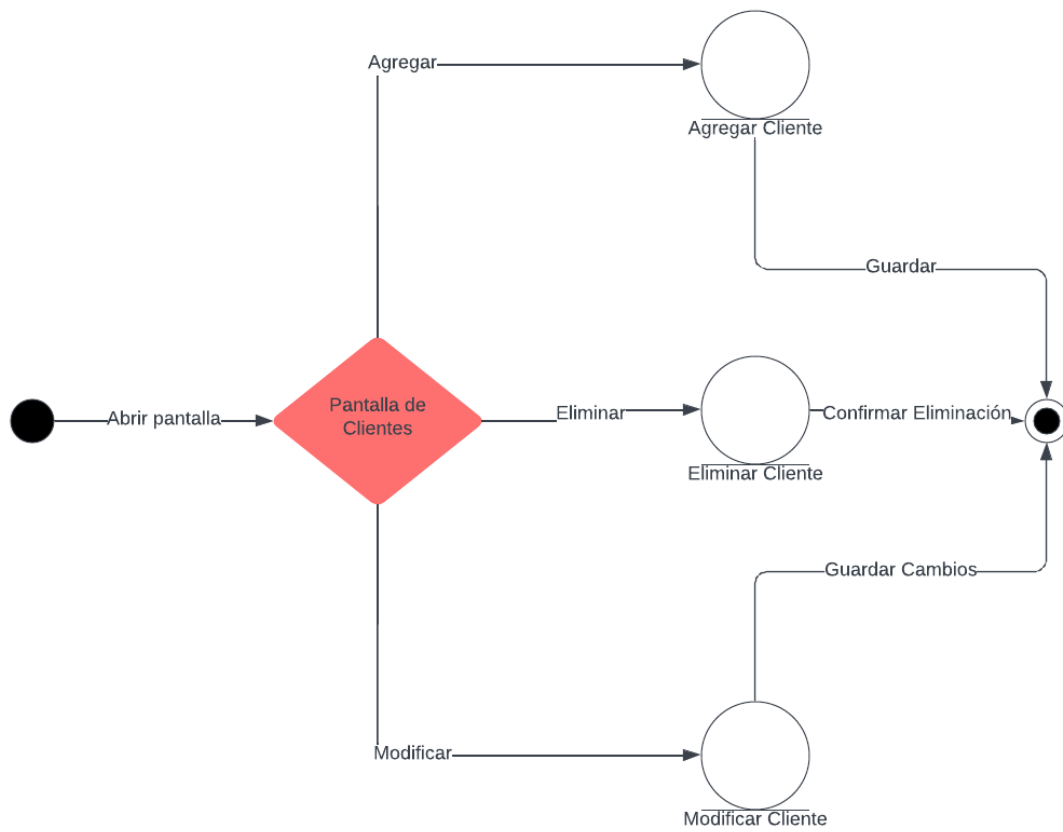 Agregar
Agregar Cliente
Guardar
Abrir pantalla
Pantalla de
Clientes
Eliminar
Confirmar Eliminación
Eliminar Cliente
Guardar Cambios
Modificar
Modificar Cliente